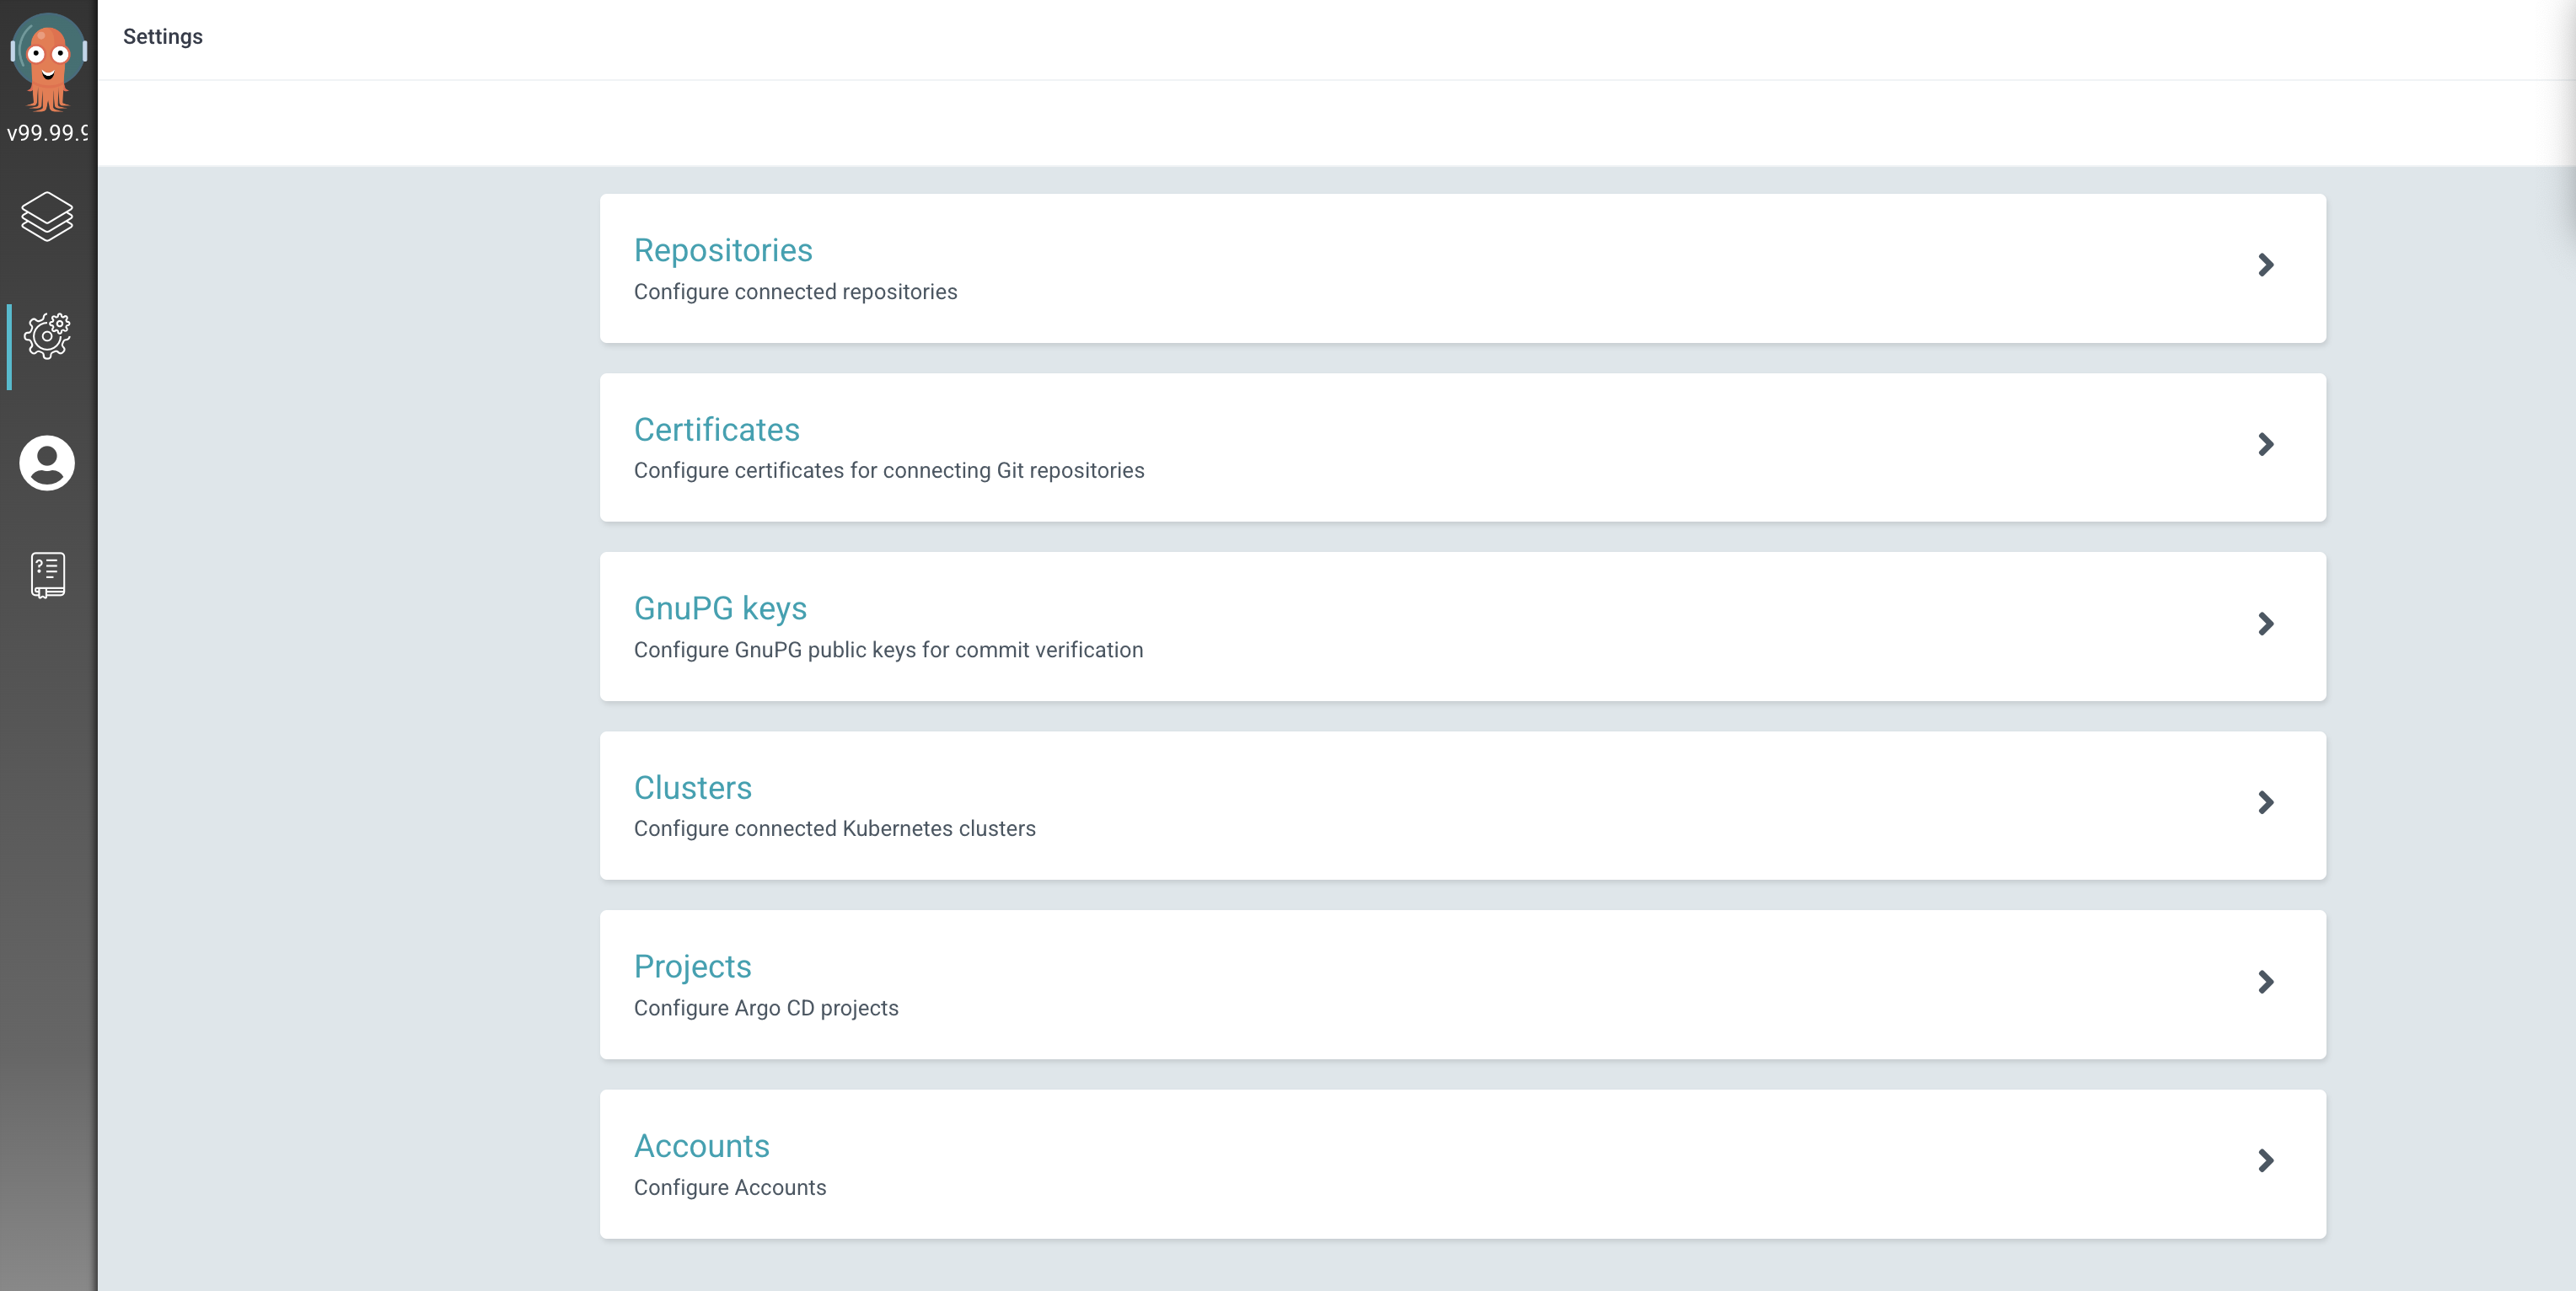 Settings
v99.99.9
Repositories
Configure connected repositories
Certificates
Configure certificates for connecting Git repositories
GnuPG keys
Configure GnuPG public keys for commit verification
Clusters
Configure connected Kubernetes clusters
Projects
Configure Argo CD projects
Accounts
Configure Accounts